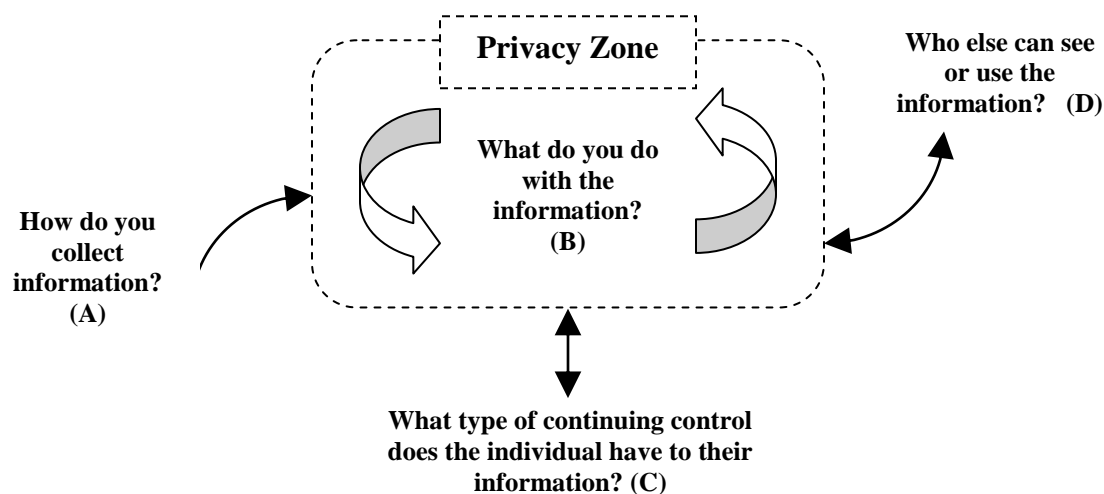 Privacy Zone
Who else can see
or use the
information? (D)
What do you do
with the
information?
(B)
How do you
collect
information?
(A)
What type of continuing control
does the individual have to their
information? (C)